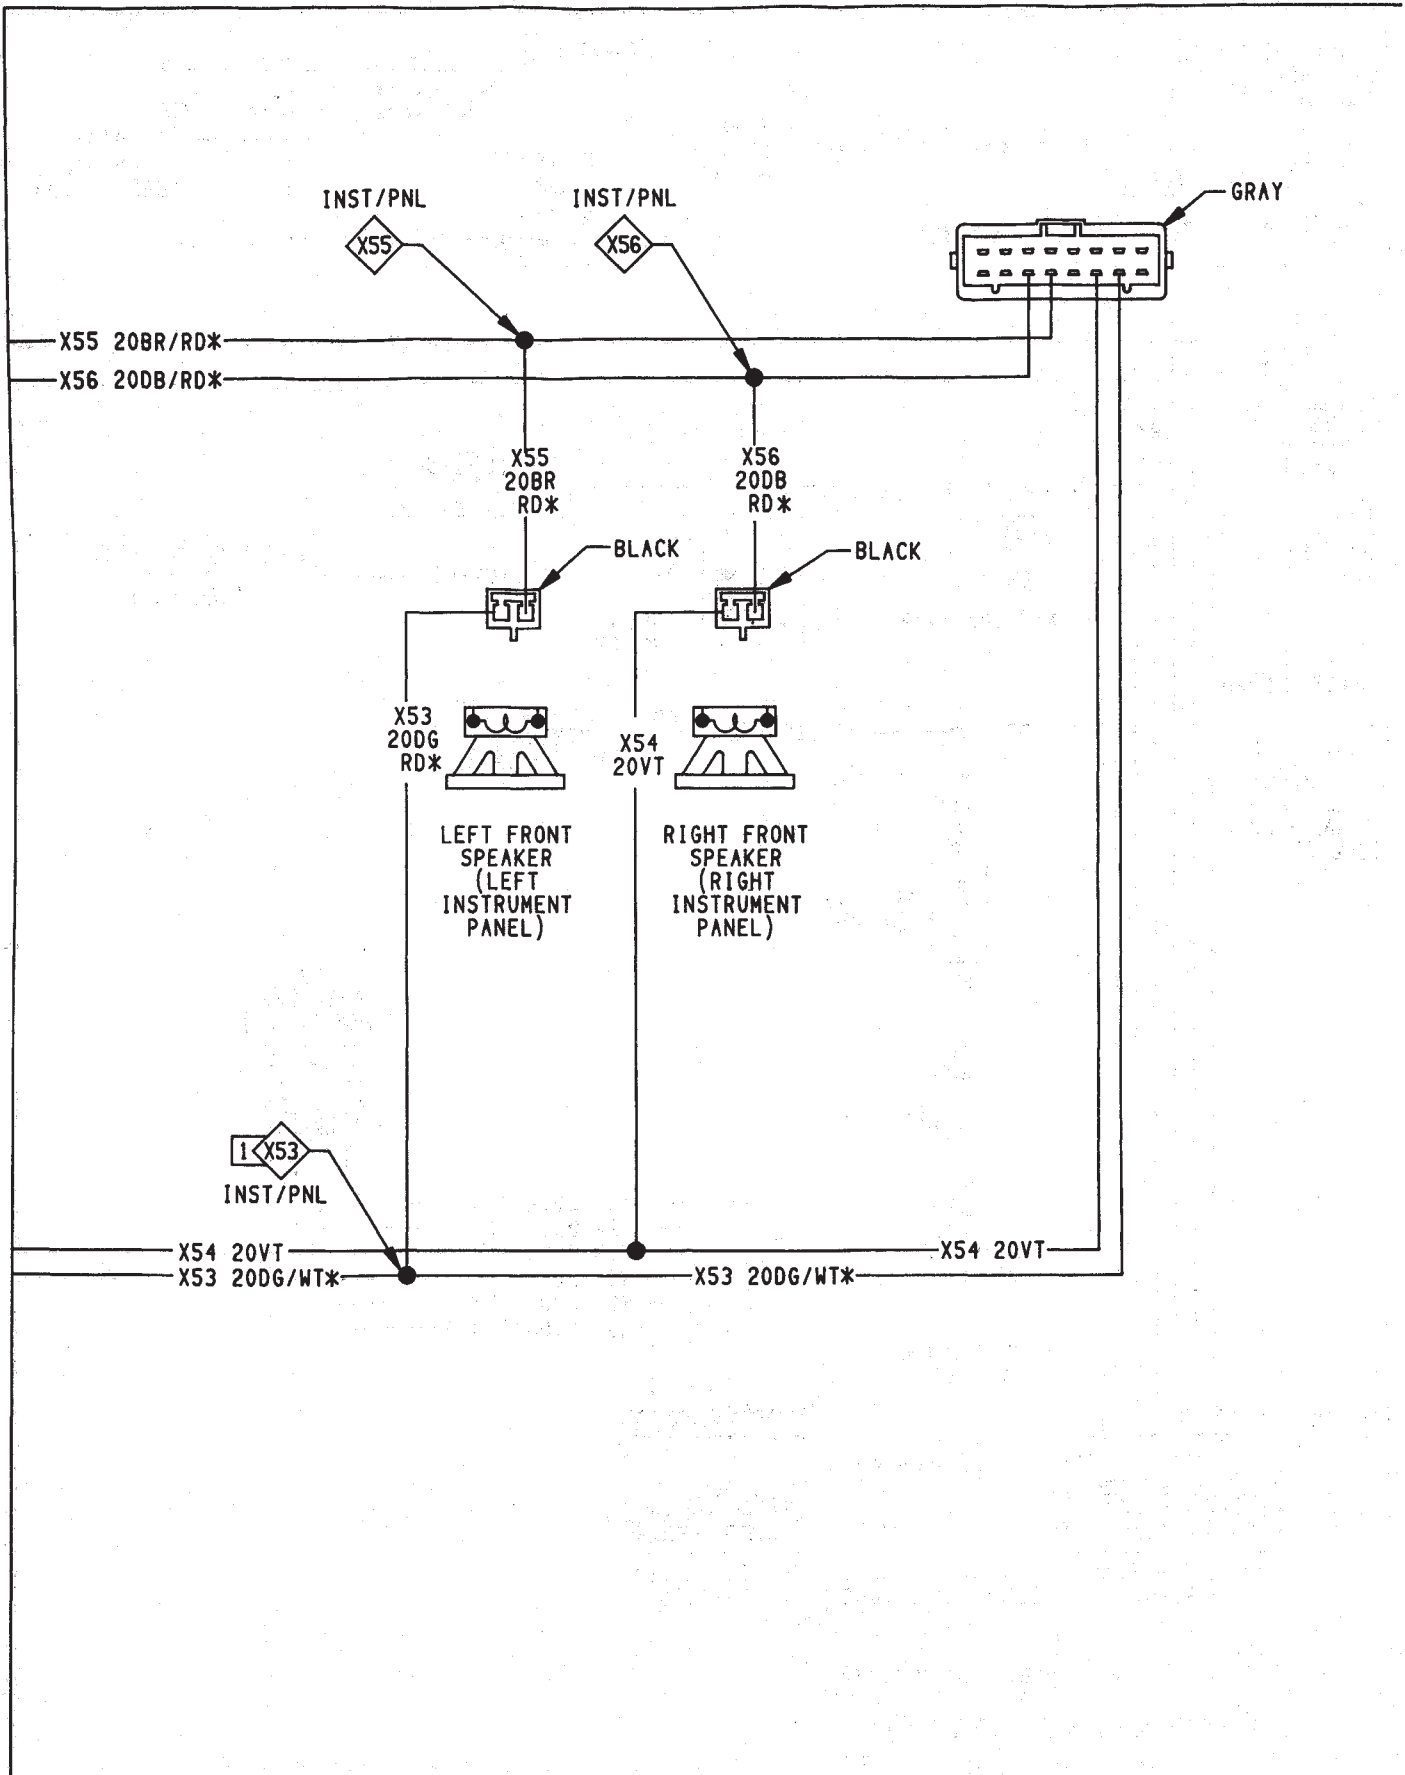 INST/PNL
INST/PNL
GRAY
X55
X56
X55 20BR/RD*
X56 20DB/RD*
X55
20BR
RD*
X56
20DB
RD*
BLACK
BLACK
X53
20DG
RD*
X54
20VT
LEFT FRONT
SPEAKER
(LEFT
INSTRUMENT
PANEL)
RIGHT FRONT
SPEAKER
(RIGHT
INSTRUMENT
PANEL)
1 X53
INST/PNL
X54 20VT
X54 20VT
X53 20DG/WT*
X53 20DG/WT*